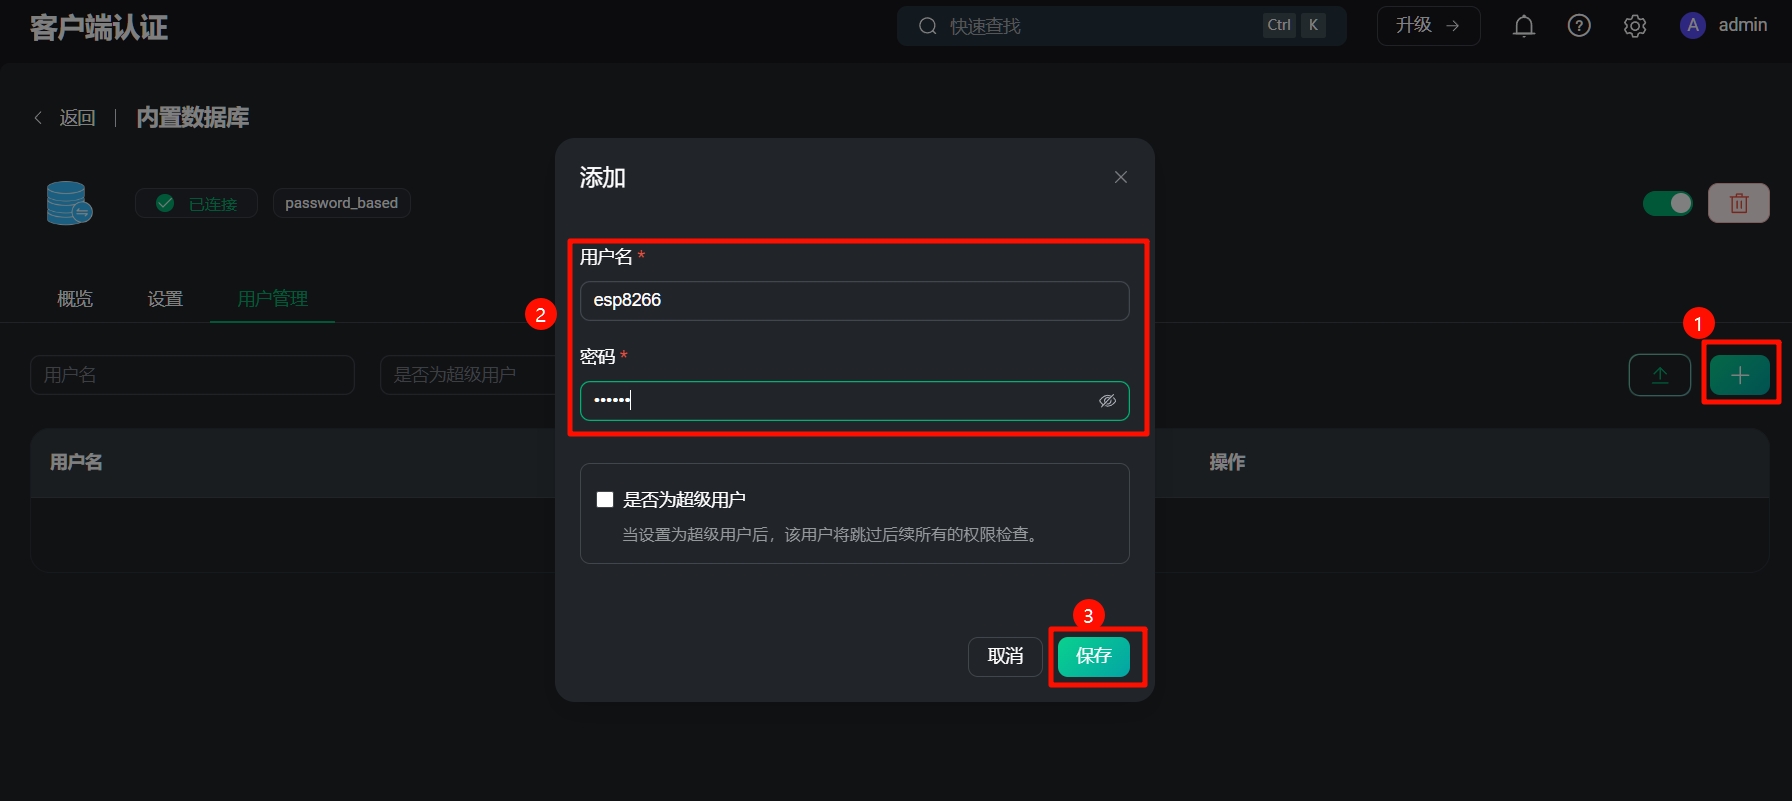 客户端认证
快速查找
Ctrl K
升级
A admin
返回
内置数据库
已连接
password_based
概览
设置
用户管理
用户名
是否为超级用户
用户名
操作
添加
用户名 *
esp8266
密码 *
••••••
是否为超级用户
当设置为超级用户后，该用户将跳过后续所有的权限检查。
取消
保存
1
2
3